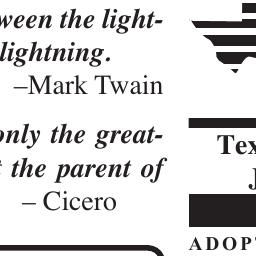 ween the light-
lightning.
–Mark Twain
only the great-
the parent of
– Cicero
Tex
J
ADOPT